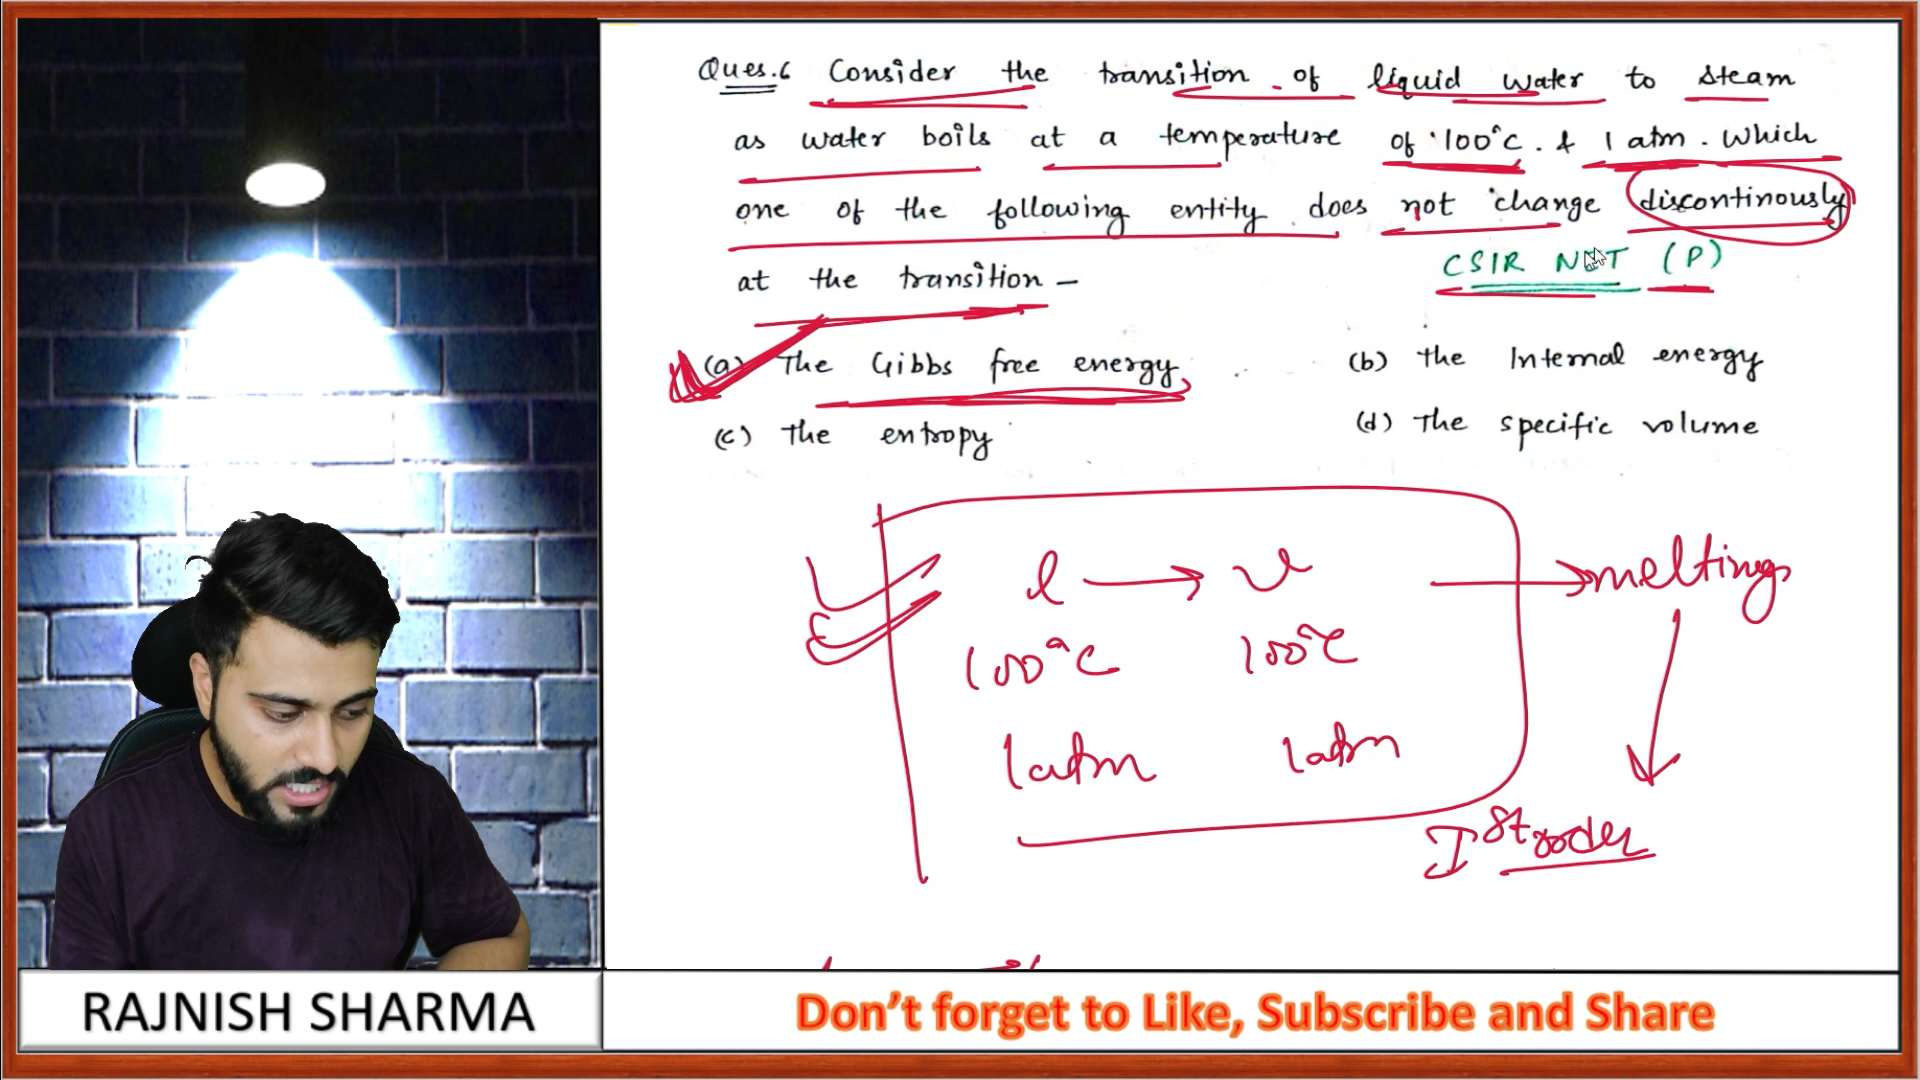 Ques.6 Consider the transition of liquid water to steam
as water boils at a temperature of 100°C. & 1 atm. Which
one of the following entity does not change discontinously
at the transition –
CSIR NET (P)
(a) The Gibbs free energy
(b) the Internal energy
(c) The entropy
(d) The specific volume
l → v → melting
100°C 100°C
1atm 1atm
I st order
RAJNISH SHARMA
Don't forget to Like, Subscribe and Share